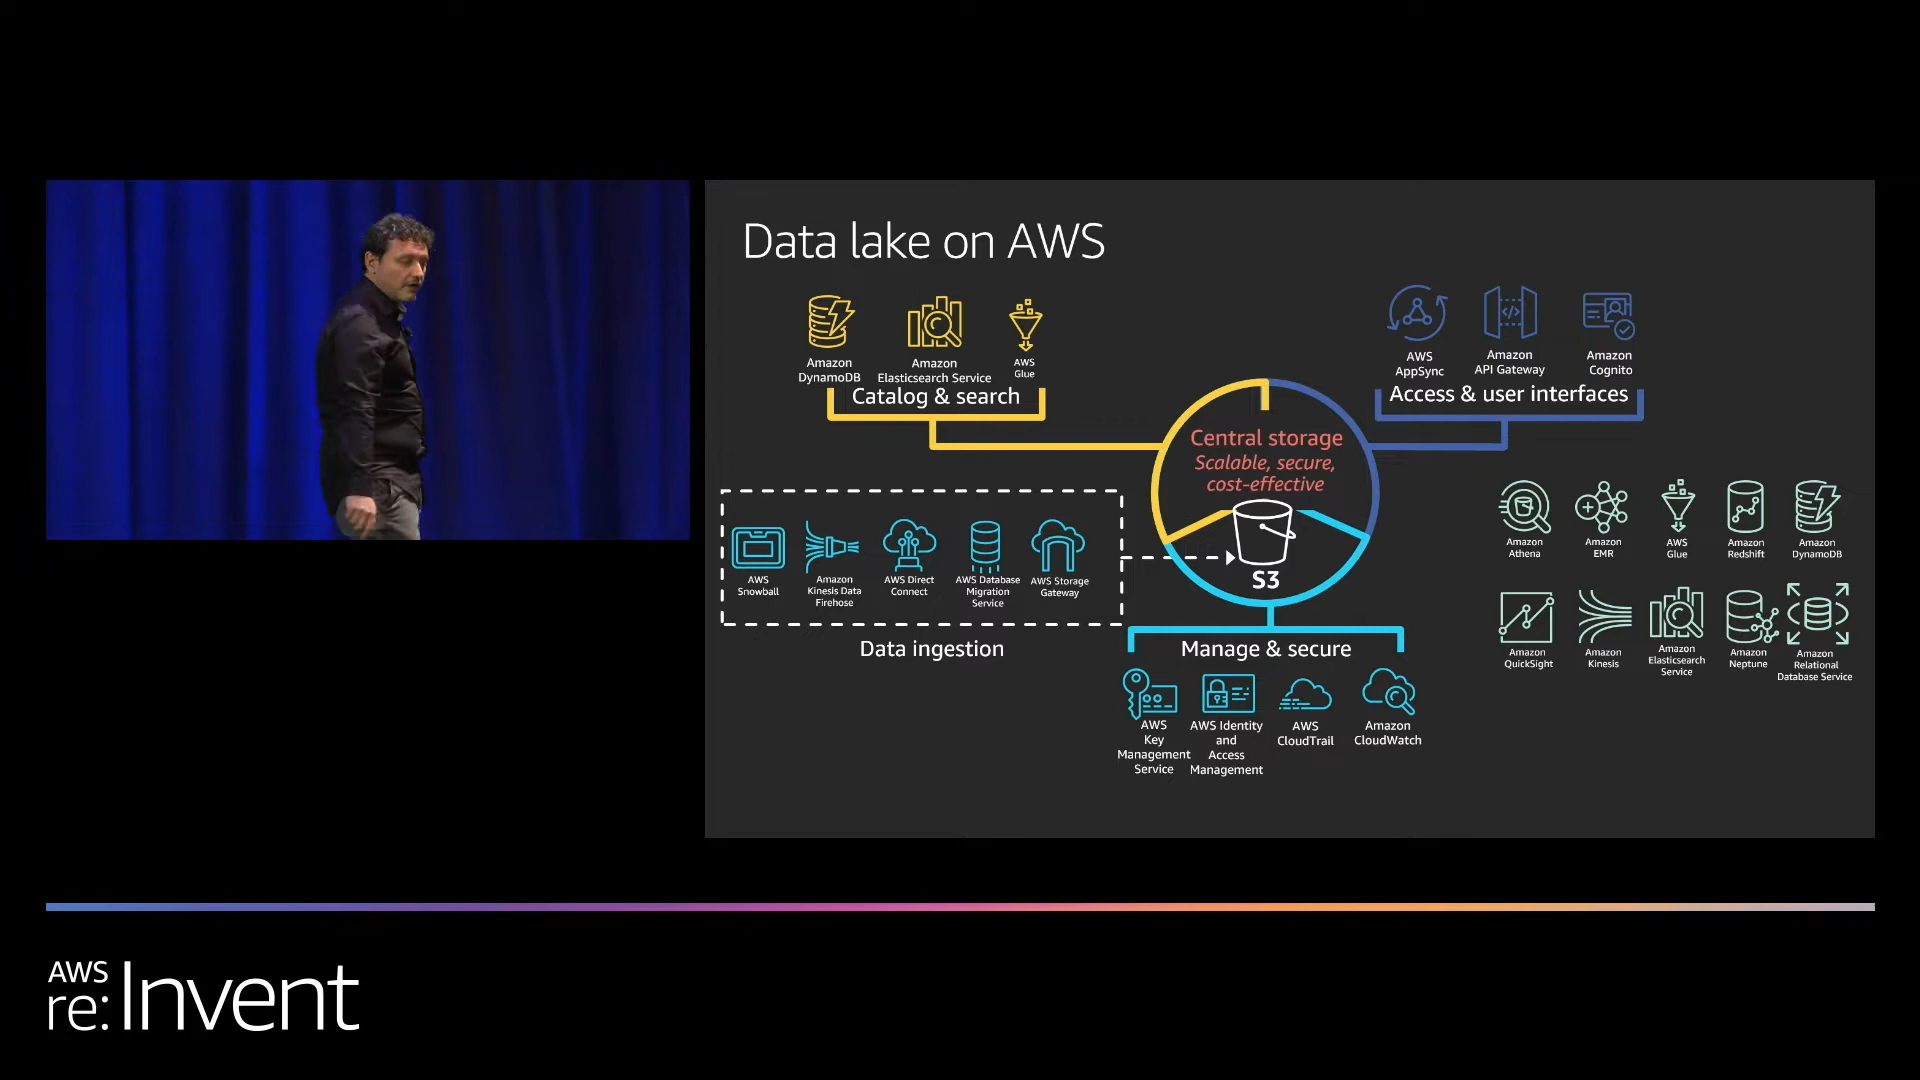 Data lake on AWS
Amazon
DynamoDB
Amazon
Elasticsearch Service
AWS
Glue
Catalog & search
AWS
AppSync
Amazon
API Gateway
Amazon
Cognito
Access & user interfaces
Central storage
Scalable, secure,
cost-effective
S3
AWS
Snowball
Amazon
Kinesis Data
Firehose
AWS Direct
Connect
AWS Database
Migration
Service
AWS Storage
Gateway
Data ingestion
Manage & secure
AWS
Key
Management
Service
AWS Identity
and
Access
Management
AWS
CloudTrail
Amazon
CloudWatch
Amazon
Athena
Amazon
EMR
AWS
Glue
Amazon
Redshift
Amazon
DynamoDB
Amazon
QuickSight
Amazon
Kinesis
Amazon
Elasticsearch
Service
Amazon
Neptune
Amazon
Relational
Database Service
AWS
re:Invent